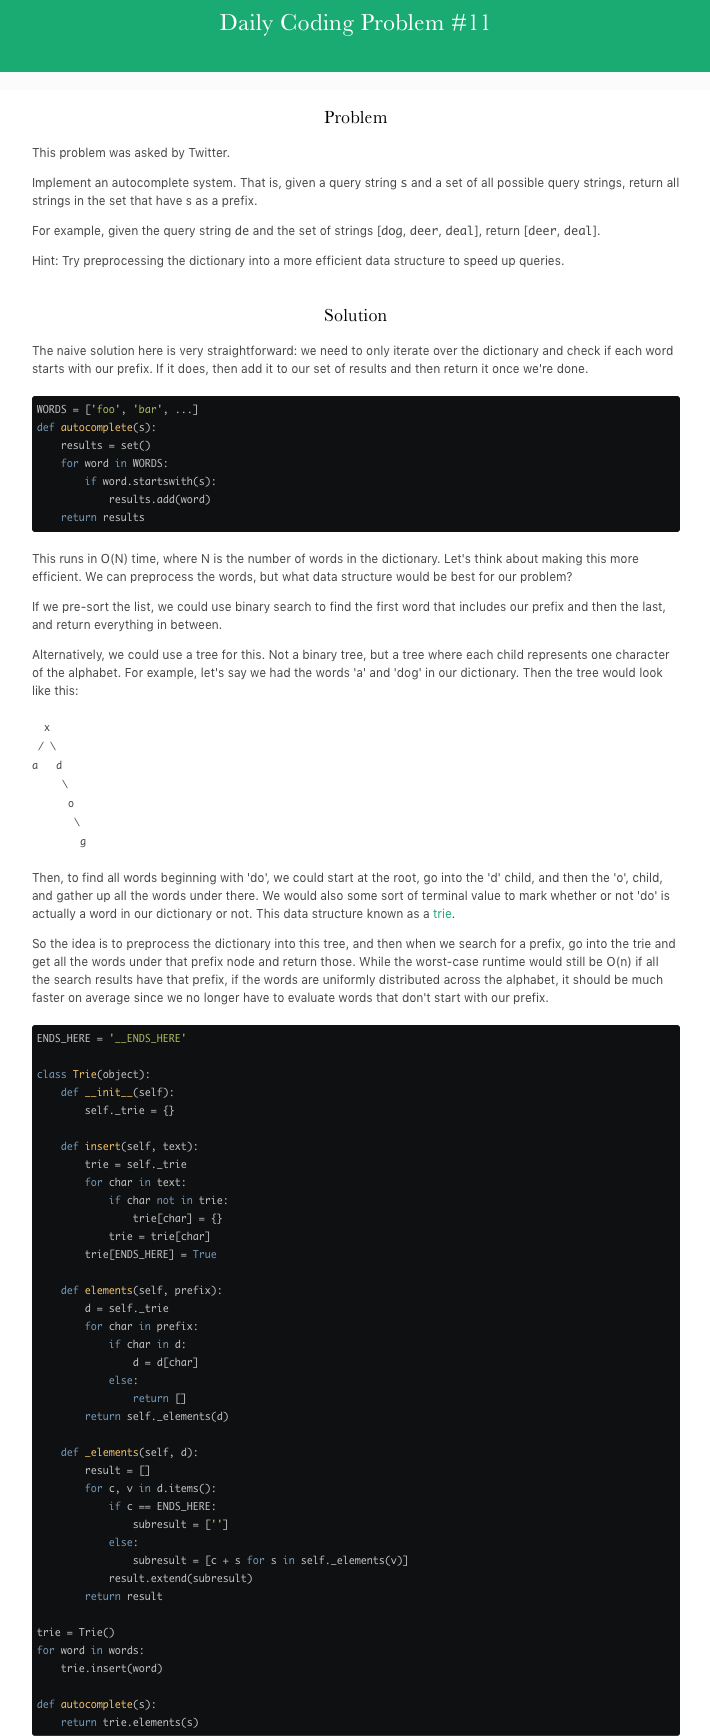 Daily Coding Problem #11
Problem
This problem was asked by Twitter.
Implement an autocomplete system. That is, given a query string s and a set of all possible query strings, return all
strings in the set that have s as a prefix.
For example, given the query string de and the set of strings [dog, deer, deal], return [deer, deal].
Hint: Try preprocessing the dictionary into a more efficient data structure to speed up queries.
Solution
The naive solution here is very straightforward: we need to only iterate over the dictionary and check if each word
starts with our prefix. If it does, then add it to our set of results and then return it once we're done.
WORDS = ['foo', 'bar', ...]
def autocomplete(s):
    results = set()
    for word in WORDS:
        if word.startswith(s):
            results.add(word)
    return results
This runs in O(N) time, where N is the number of words in the dictionary. Let's think about making this more
efficient. We can preprocess the words, but what data structure would be best for our problem?
If we pre-sort the list, we could use binary search to find the first word that includes our prefix and then the last,
and return everything in between.
Alternatively, we could use a tree for this. Not a binary tree, but a tree where each child represents one character
of the alphabet. For example, let's say we had the words 'a' and 'dog' in our dictionary. Then the tree would look
like this:
  x
 / \
a   d
     \
      o
       \
        g
Then, to find all words beginning with 'do', we could start at the root, go into the 'd' child, and then the 'o', child,
and gather up all the words under there. We would also some sort of terminal value to mark whether or not 'do' is
actually a word in our dictionary or not. This data structure known as a trie.
So the idea is to preprocess the dictionary into this tree, and then when we search for a prefix, go into the trie and
get all the words under that prefix node and return those. While the worst-case runtime would still be O(n) if all
the search results have that prefix, if the words are uniformly distributed across the alphabet, it should be much
faster on average since we no longer have to evaluate words that don't start with our prefix.
ENDS_HERE = '__ENDS_HERE'
class Trie(object):
    def __init__(self):
        self._trie = {}
    def insert(self, text):
        trie = self._trie
        for char in text:
            if char not in trie:
                trie[char] = {}
            trie = trie[char]
        trie[ENDS_HERE] = True
    def elements(self, prefix):
        d = self._trie
        for char in prefix:
            if char in d:
                d = d[char]
            else:
                return []
        return self._elements(d)
    def _elements(self, d):
        result = []
        for c, v in d.items():
            if c == ENDS_HERE:
                subresult = ['']
            else:
                subresult = [c + s for s in self._elements(v)]
            result.extend(subresult)
        return result
trie = Trie()
for word in words:
    trie.insert(word)
def autocomplete(s):
    return trie.elements(s)